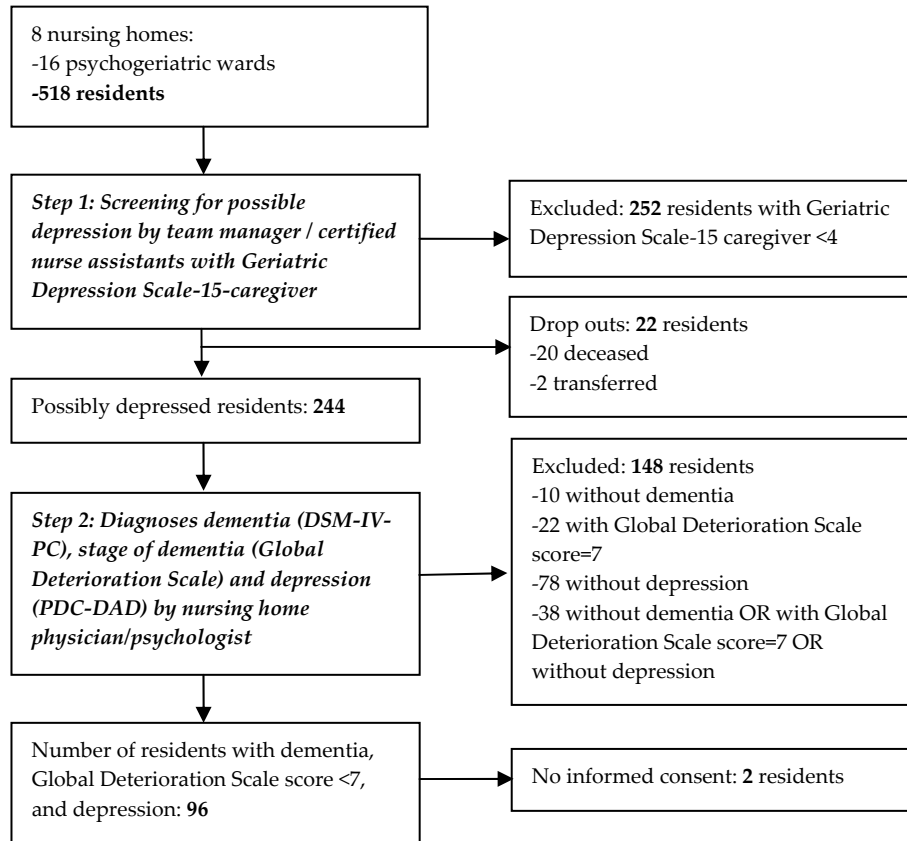 8 nursing homes:
-16 psychogeriatric wards
-518 residents
Step 1: Screening for possible
depression by team manager / certified
nurse assistants with Geriatric
Depression Scale-15-caregiver
Excluded: 252 residents with Geriatric
Depression Scale-15 caregiver <4
Drop outs: 22 residents
-20 deceased
-2 transferred
Possibly depressed residents: 244
Step 2: Diagnoses dementia (DSM-IV-
PC), stage of dementia (Global
Deterioration Scale) and depression
(PDC-DAD) by nursing home
physician/psychologist
Excluded: 148 residents
-10 without dementia
-22 with Global Deterioration Scale
score=7
-78 without depression
-38 without dementia OR with Global
Deterioration Scale score=7 OR
without depression
Number of residents with dementia,
Global Deterioration Scale score <7,
and depression: 96
No informed consent: 2 residents